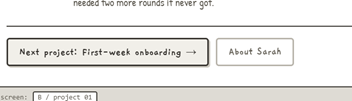 needed two more rounds it never got.
Next project: First-week onboarding →
About Sarah
screen: B / project 01